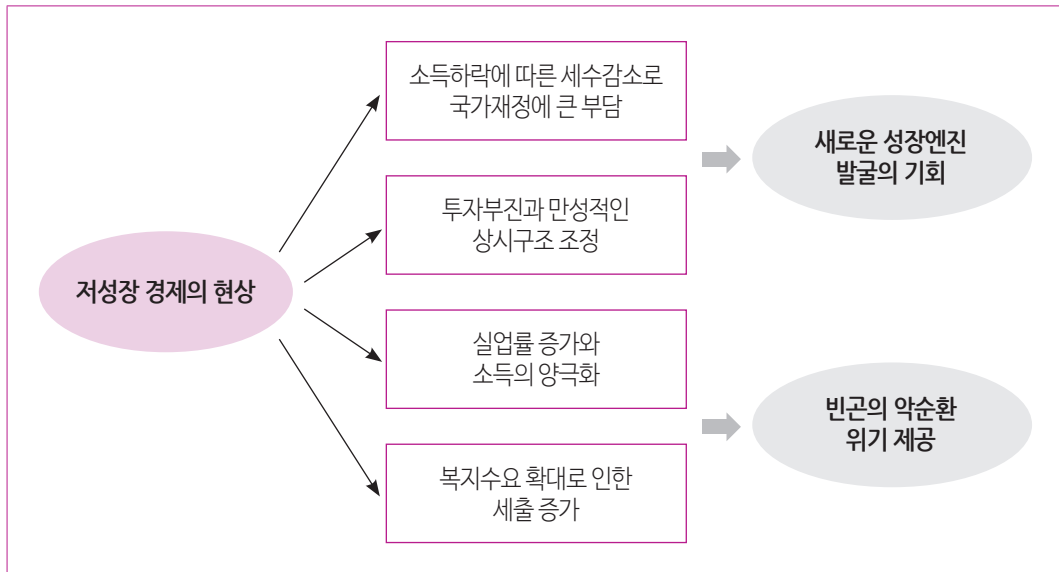 저성장 경제의 현상
소득하락에 따른 세수감소로
국가재정에 큰 부담
투자부진과 만성적인
상시구조 조정
실업률 증가와
소득의 양극화
복지수요 확대로 인한
세출 증가
새로운 성장엔진
발굴의 기회
빈곤의 악순환
위기 제공